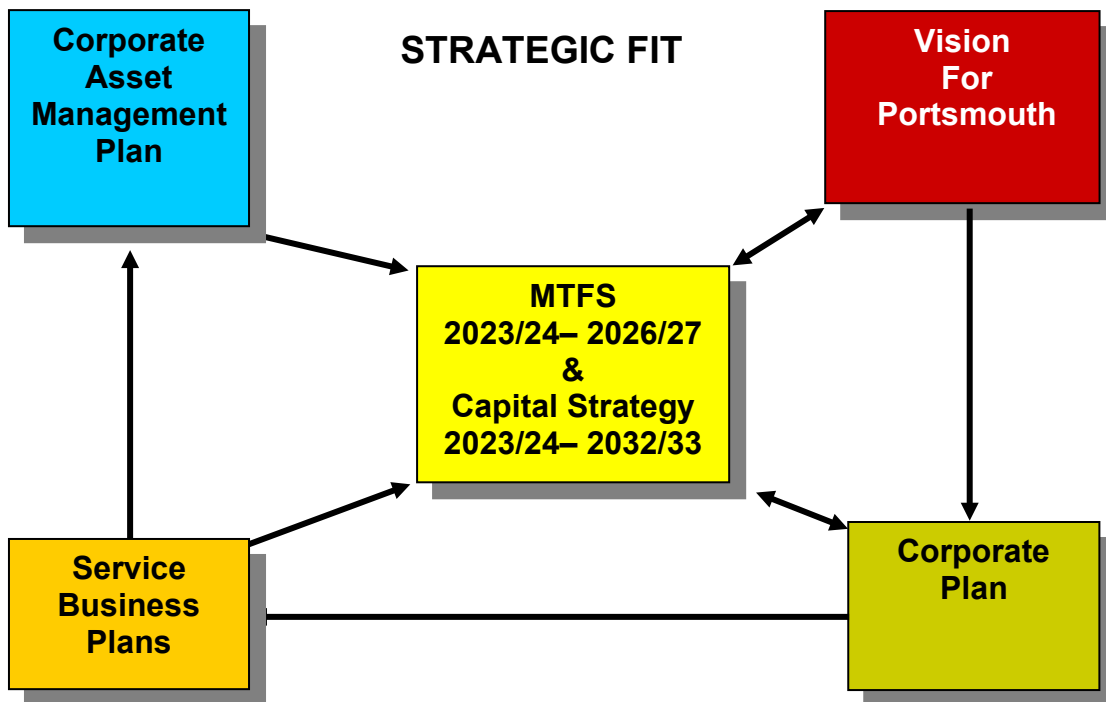 Corporate
Asset
Management
Plan
STRATEGIC FIT
Vision
For
Portsmouth
MTFS
2023/24– 2026/27
&
Capital Strategy
2023/24– 2032/33
Service
Business
Plans
Corporate
Plan